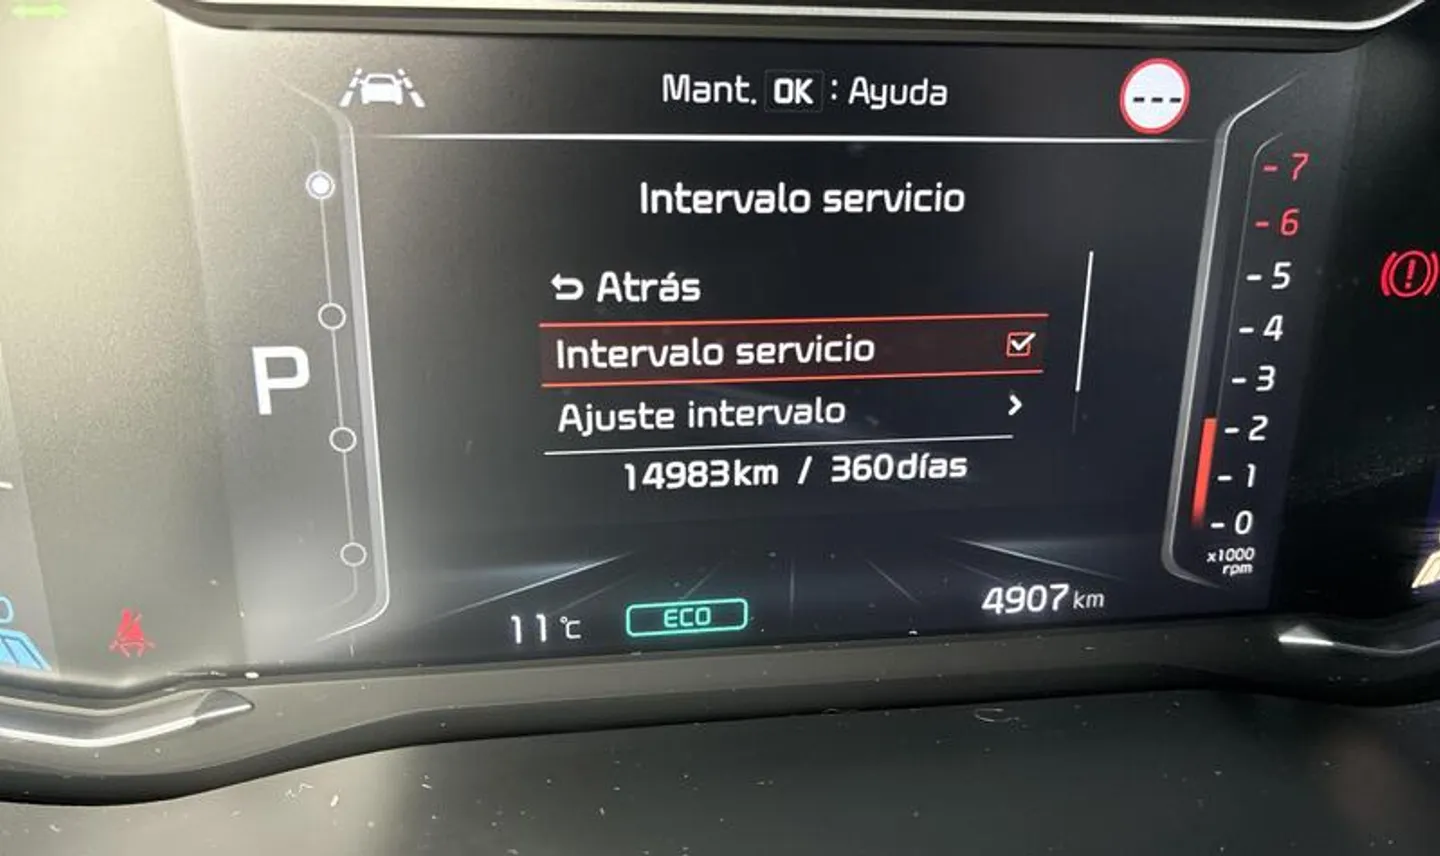 Mant. OK : Ayuda
---
Intervalo servicio
Atrás
Intervalo servicio
Ajuste intervalo
14983km / 360días
P
- 7
- 6
- 5
- 4
- 3
- 2
- 1
- 0
x1000
rpm
11°C
ECO
4907 km